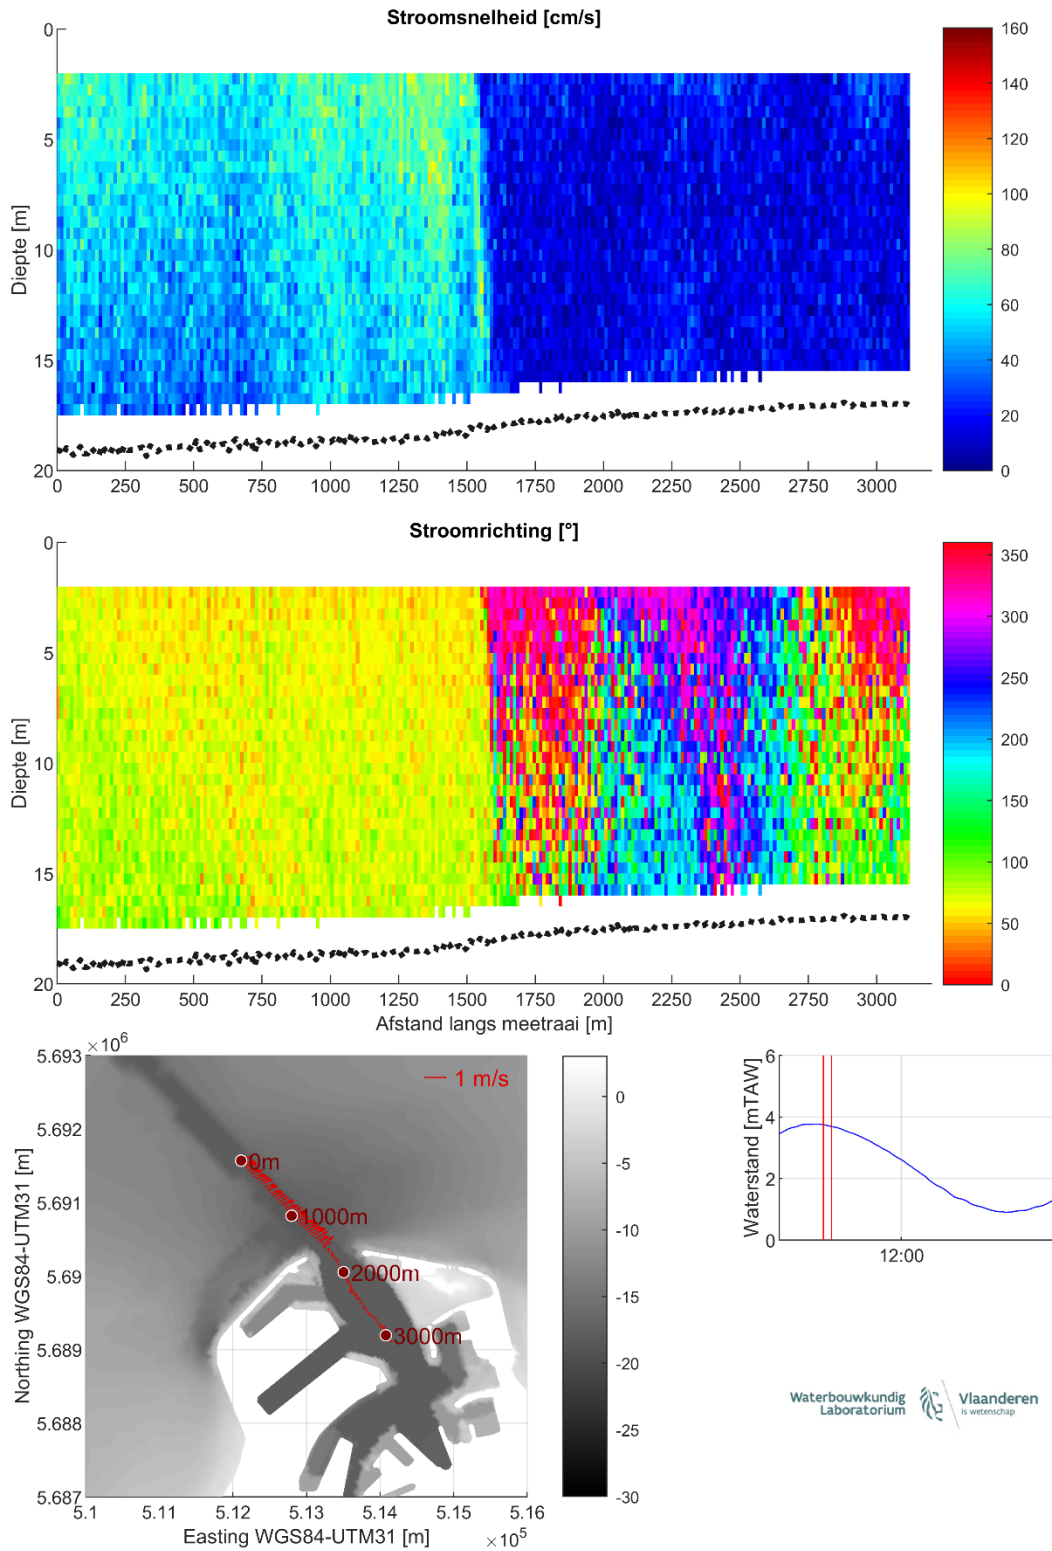 Stroomsnelheid [cm/s]
Diepte [m]
0
5
10
15
20
0 250 500 750 1000 1250 1500 1750 2000 2250 2500 2750 3000
160
140
120
100
80
60
40
20
0
Stroomrichting [°]
Diepte [m]
0
5
10
15
20
0 250 500 750 1000 1250 1500 1750 2000 2250 2500 2750 3000
Afstand langs meetraai [m]
350
300
250
200
150
100
50
0
×10⁶
Northing WGS84-UTM31 [m]
5.693
5.692
5.691
5.69
5.689
5.688
5.687
1 m/s
0m
1000m
2000m
3000m
5.1 5.11 5.12 5.13 5.14 5.15 5.16
Easting WGS84-UTM31 [m]
×10⁵
0
-5
-10
-15
-20
-25
-30
Waterstand [mTAW]
6
4
2
0
12:00
Waterbouwkundig
Laboratorium
Vlaanderen
is wetenschap